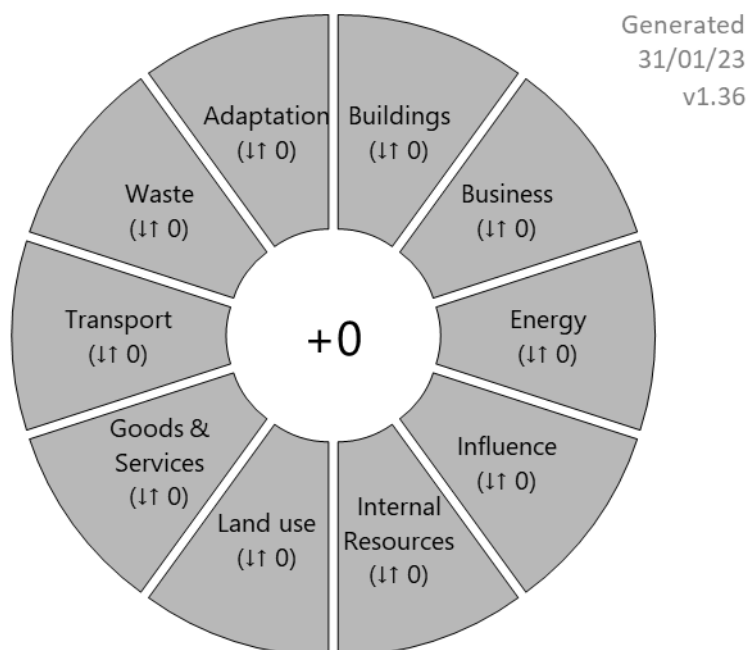 Generated
31/01/23
v1.36
Adaptation
(↓↑ 0)
Buildings
(↓↑ 0)
Business
(↓↑ 0)
Energy
(↓↑ 0)
Influence
(↓↑ 0)
Internal
Resources
(↓↑ 0)
Land use
(↓↑ 0)
Goods &
Services
(↓↑ 0)
Transport
(↓↑ 0)
Waste
(↓↑ 0)
+0